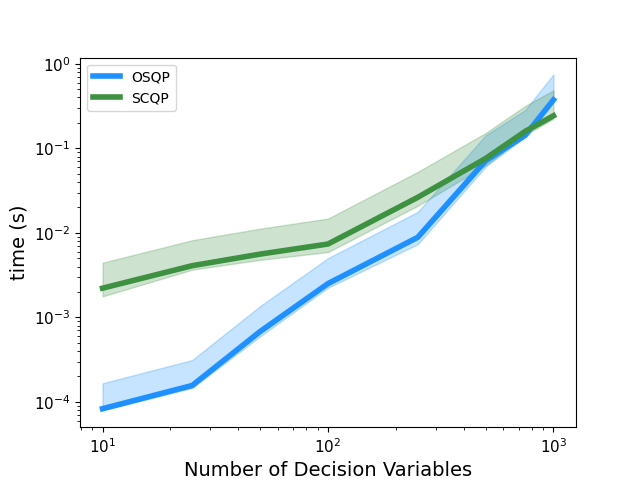 OSQP
SCQP
10⁰
10⁻¹
10⁻²
10⁻³
10⁻⁴
time (s)
10¹
10²
10³
Number of Decision Variables